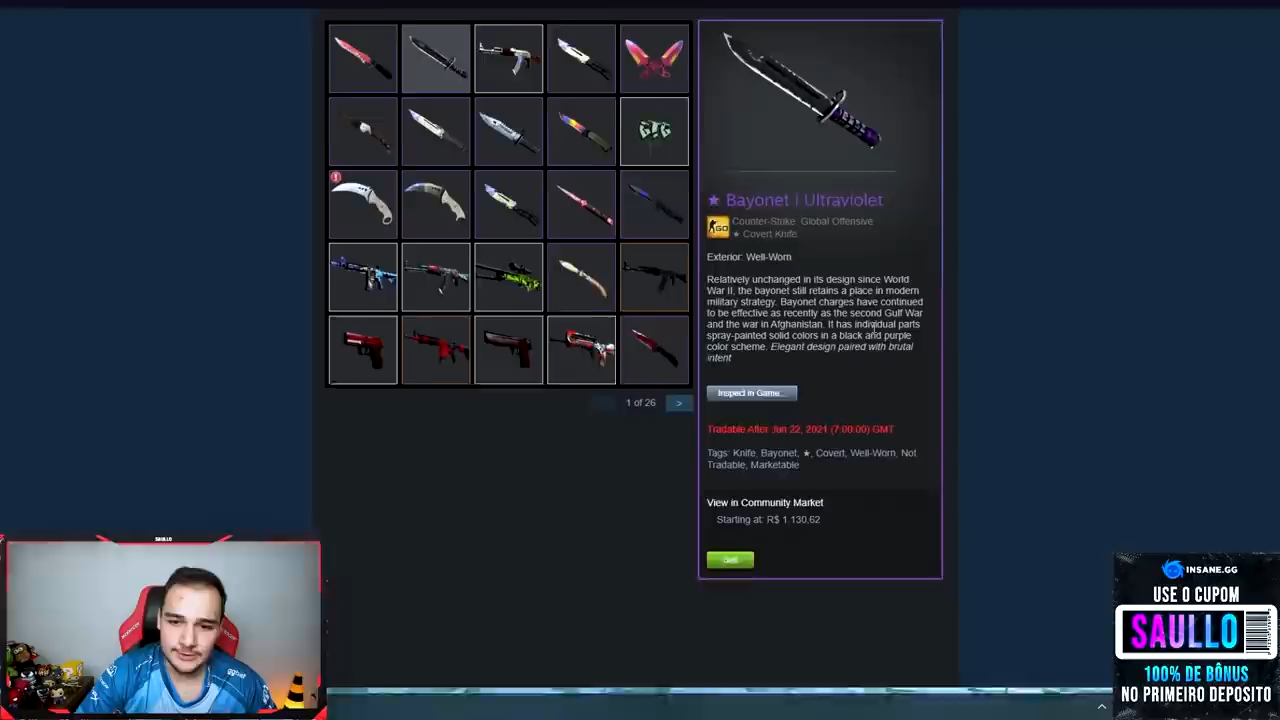 ★ Bayonet | Ultraviolet
GO
Counter-Strike: Global Offensive
★ Covert Knife
Exterior: Well-Worn
Relatively unchanged in its design since World
War II, the bayonet still retains a place in modern
military strategy. Bayonet charges have continued
to be effective as recently as the second Gulf War
and the war in Afghanistan. It has individual parts
spray-painted solid colors in a black and purple
color scheme. Elegant design paired with brutal
intent
Inspect in Game...
Tradable After Jun 22, 2021 (7:00:00) GMT
Tags: Knife, Bayonet, ★, Covert, Well-Worn, Not
Tradable, Marketable
View in Community Market
Starting at: R$ 1.130,62
Sell
1 of 26
>
SAULLO
INSANE.GG
USE O CUPOM
SAULLO
100% DE BÔNUS
NO PRIMEIRO DEPOSITO